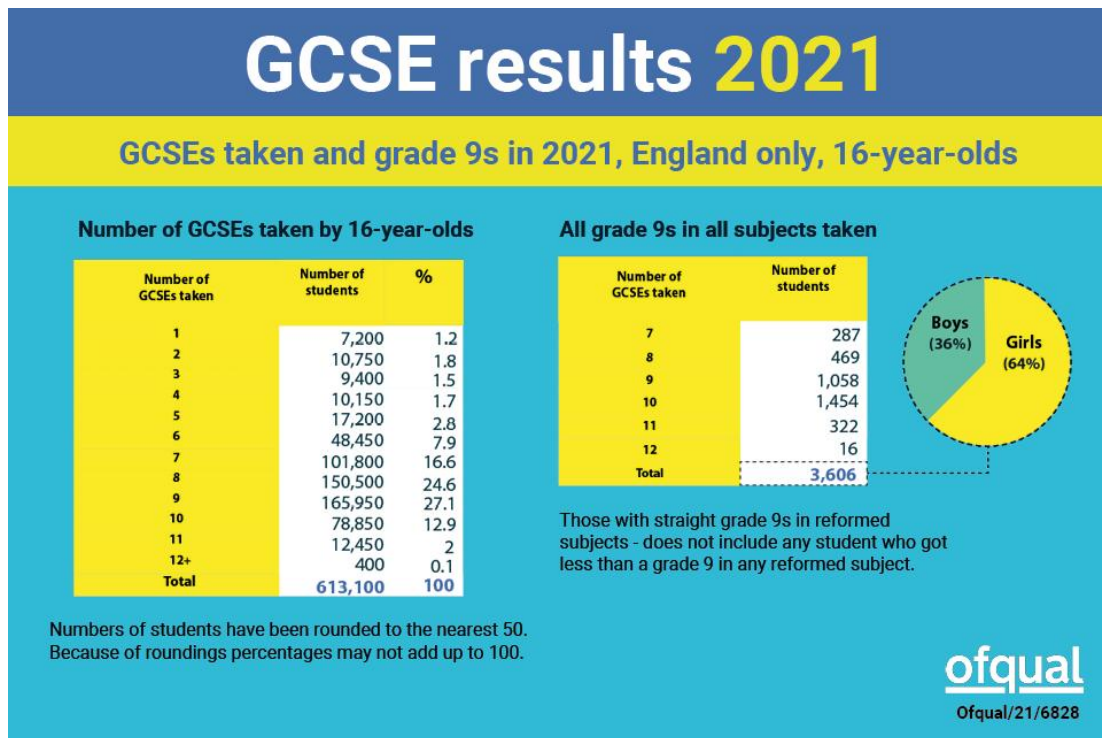 GCSE results 2021
GCSEs taken and grade 9s in 2021, England only, 16-year-olds
Number of GCSEs taken by 16-year-olds
Number of GCSEs taken Number of students %
1 7,200 1.2
2 10,750 1.8
3 9,400 1.5
4 10,150 1.7
5 17,200 2.8
6 48,450 7.9
7 101,800 16.6
8 150,500 24.6
9 165,950 27.1
10 78,850 12.9
11 12,450 2
12+ 400 0.1
Total 613,100 100
Numbers of students have been rounded to the nearest 50.
Because of roundings percentages may not add up to 100.
All grade 9s in all subjects taken
Number of GCSEs taken Number of students
7 287
8 469
9 1,058
10 1,454
11 322
12 16
Total 3,606
Boys
(36%)
Girls
(64%)
Those with straight grade 9s in reformed
subjects - does not include any student who got
less than a grade 9 in any reformed subject.
ofqual
Ofqual/21/6828